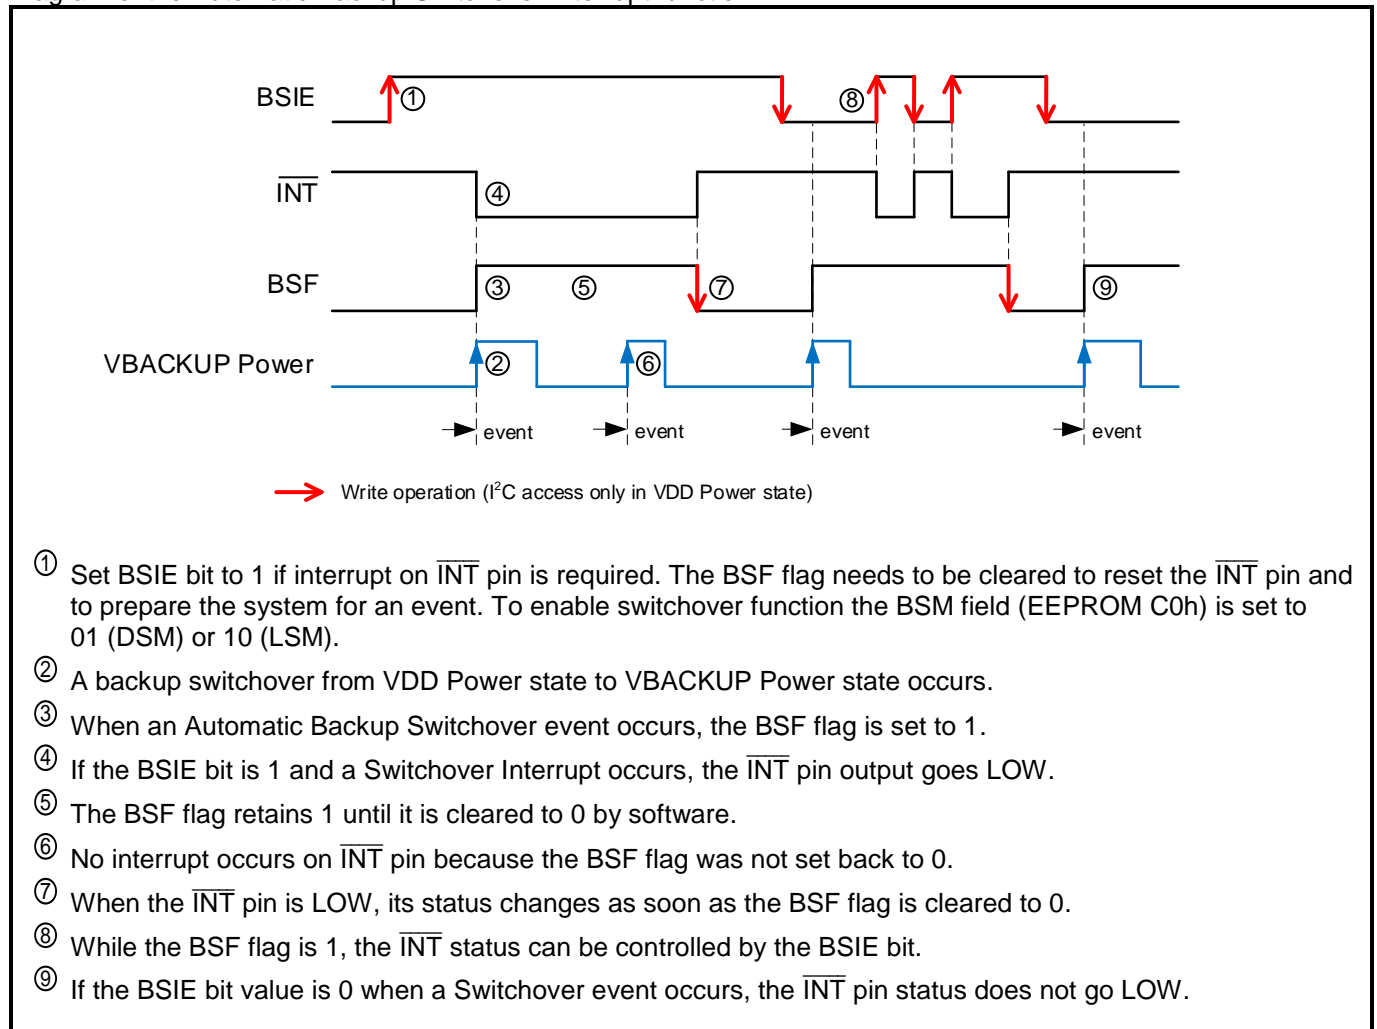 BSIE ① ⑧
INT ④
BSF ③ ⑤ ⑦ ⑨
VBACKUP Power ② ⑥
event event event event
Write operation (I²C access only in VDD Power state)
① Set BSIE bit to 1 if interrupt on INT pin is required. The BSF flag needs to be cleared to reset the INT pin and
to prepare the system for an event. To enable switchover function the BSM field (EEPROM C0h) is set to
01 (DSM) or 10 (LSM).
② A backup switchover from VDD Power state to VBACKUP Power state occurs.
③ When an Automatic Backup Switchover event occurs, the BSF flag is set to 1.
④ If the BSIE bit is 1 and a Switchover Interrupt occurs, the INT pin output goes LOW.
⑤ The BSF flag retains 1 until it is cleared to 0 by software.
⑥ No interrupt occurs on INT pin because the BSF flag was not set back to 0.
⑦ When the INT pin is LOW, its status changes as soon as the BSF flag is cleared to 0.
⑧ While the BSF flag is 1, the INT status can be controlled by the BSIE bit.
⑨ If the BSIE bit value is 0 when a Switchover event occurs, the INT pin status does not go LOW.